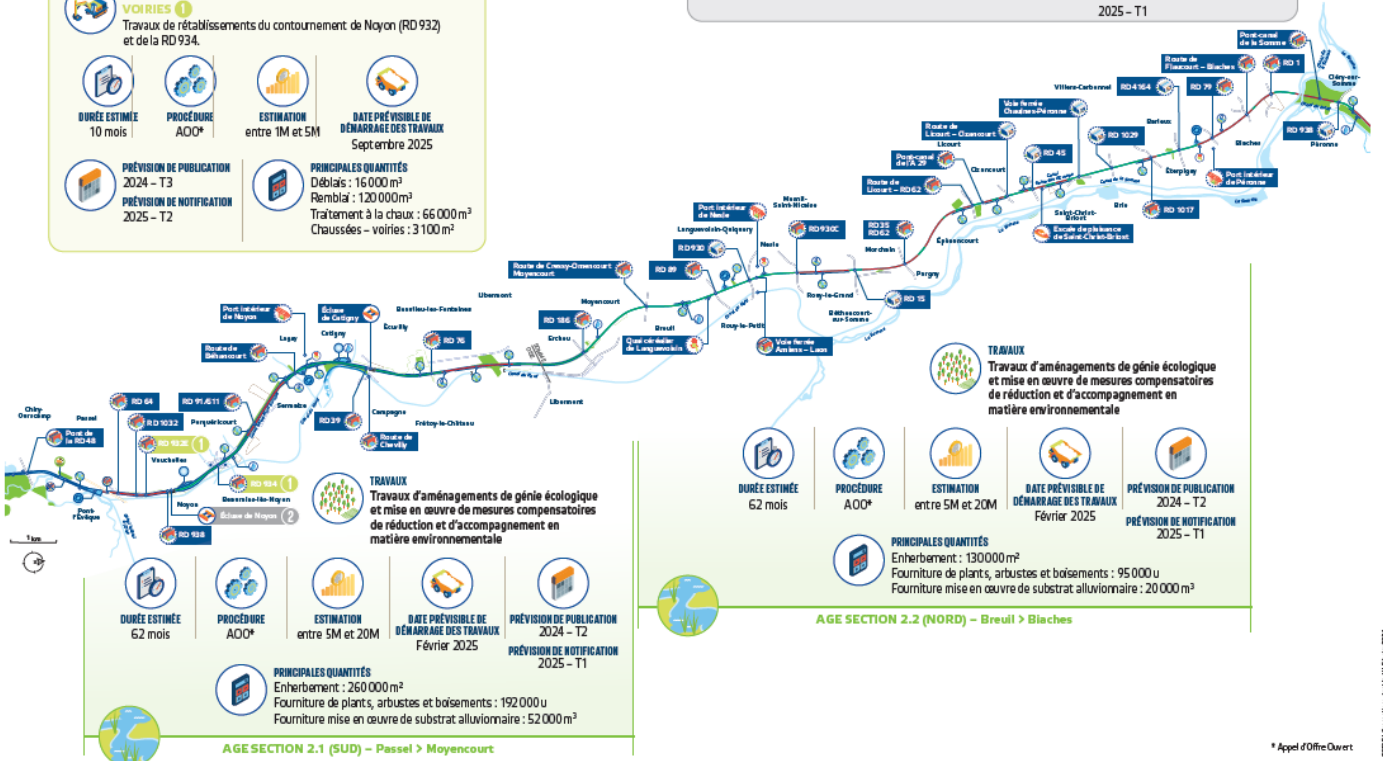 VOIRIES 1
Travaux de rétablissements du contournement de Noyon (RD 932)
et de la RD 934.
DURÉE ESTIMÉE
10 mois
PROCÉDURE
AOO*
ESTIMATION
entre 1M et 5M
DATE PRÉVISIBLE DE
DÉMARRAGE DES TRAVAUX
Septembre 2025
PRÉVISION DE PUBLICATION
2024 – T3
PRÉVISION DE NOTIFICATION
2025 – T2
PRINCIPALES QUANTITÉS
Déblais : 16 000 m³
Remblai : 120 000 m³
Traitement à la chaux : 66 000 m³
Chaussées – voiries : 3 100 m²
2025 – T1
Pont-canal
de la Somme
Route de
Flaucourt – Biaches
RD 1
Cléry-sur-
Somme
Villers-Carbonnel
RD 4164
RD 79
RD 938
Péronne
Voie ferrée
Chaulnes-Péronne
Barleux
Biaches
Route de
Licourt – Cizancourt
Licourt
RD 1029
Pont-canal
de l'A 29
RD 45
Cizancourt
Éterpigny
Port intérieur
de Péronne
Route de
Licourt – RD 62
Brie
RD 1017
Saint-Christ-
Briost
Escale de plaisance
de Saint-Christ-Briost
Port intérieur
de Nesle
Mesnil-
Saint-Nicaise
Languevoisin-Quiquery
Nesle
RD 930
RD 930C
RD 35
RD 62
Morchain
Épénancourt
Pargny
Route de Cressy-Omencourt
Moyencourt
RD 89
Rouy-le-Grand
RD 15
Béthencourt-
sur-Somme
Libermont
Moyencourt
Breuil
Rouy-le-Petit
Quai céréalier
de Languevoisin
Voie ferrée
Amiens – Laon
Port intérieur
de Noyon
Écluse
de Catigny
Beaulieu-les-Fontaines
Écuvilly
RD 186
Ercheu
Lagny
Catigny
RD 76
Route de
Béhancourt
Libermont
Sermaize
Campagne
Frétoy-le-Château
RD 39
Route de
Chevilly
Chiry-
Ourscamp
Passel
RD 64
RD 91/611
RD 1032
Porquéricourt
Pont de
la RD 48
RD 932E 1
Vauchelles
RD 934 1
Beaurains-lès-Noyon
Noyon
Écluse de Noyon 2
Pont-
l'Évêque
RD 938
1 km
TRAVAUX
Travaux d'aménagements de génie écologique
et mise en œuvre de mesures compensatoires
de réduction et d'accompagnement en
matière environnementale
DURÉE ESTIMÉE
62 mois
PROCÉDURE
AOO*
ESTIMATION
entre 5M et 20M
DATE PRÉVISIBLE DE
DÉMARRAGE DES TRAVAUX
Février 2025
PRÉVISION DE PUBLICATION
2024 – T2
PRÉVISION DE NOTIFICATION
2025 – T1
PRINCIPALES QUANTITÉS
Enherbement : 130 000 m²
Fourniture de plants, arbustes et boisements : 95 000 u
Fourniture mise en œuvre de substrat alluvionnaire : 20 000 m³
AGE SECTION 2.2 (NORD) – Breuil > Biaches
TRAVAUX
Travaux d'aménagements de génie écologique
et mise en œuvre de mesures compensatoires
de réduction et d'accompagnement en
matière environnementale
DURÉE ESTIMÉE
62 mois
PROCÉDURE
AOO*
ESTIMATION
entre 5M et 20M
DATE PRÉVISIBLE DE
DÉMARRAGE DES TRAVAUX
Février 2025
PRÉVISION DE PUBLICATION
2024 – T2
PRÉVISION DE NOTIFICATION
2025 – T1
PRINCIPALES QUANTITÉS
Enherbement : 260 000 m²
Fourniture de plants, arbustes et boisements : 192 000 u
Fourniture mise en œuvre de substrat alluvionnaire : 52 000 m³
AGE SECTION 2.1 (SUD) – Passel > Moyencourt
* Appel d'Offre Ouvert